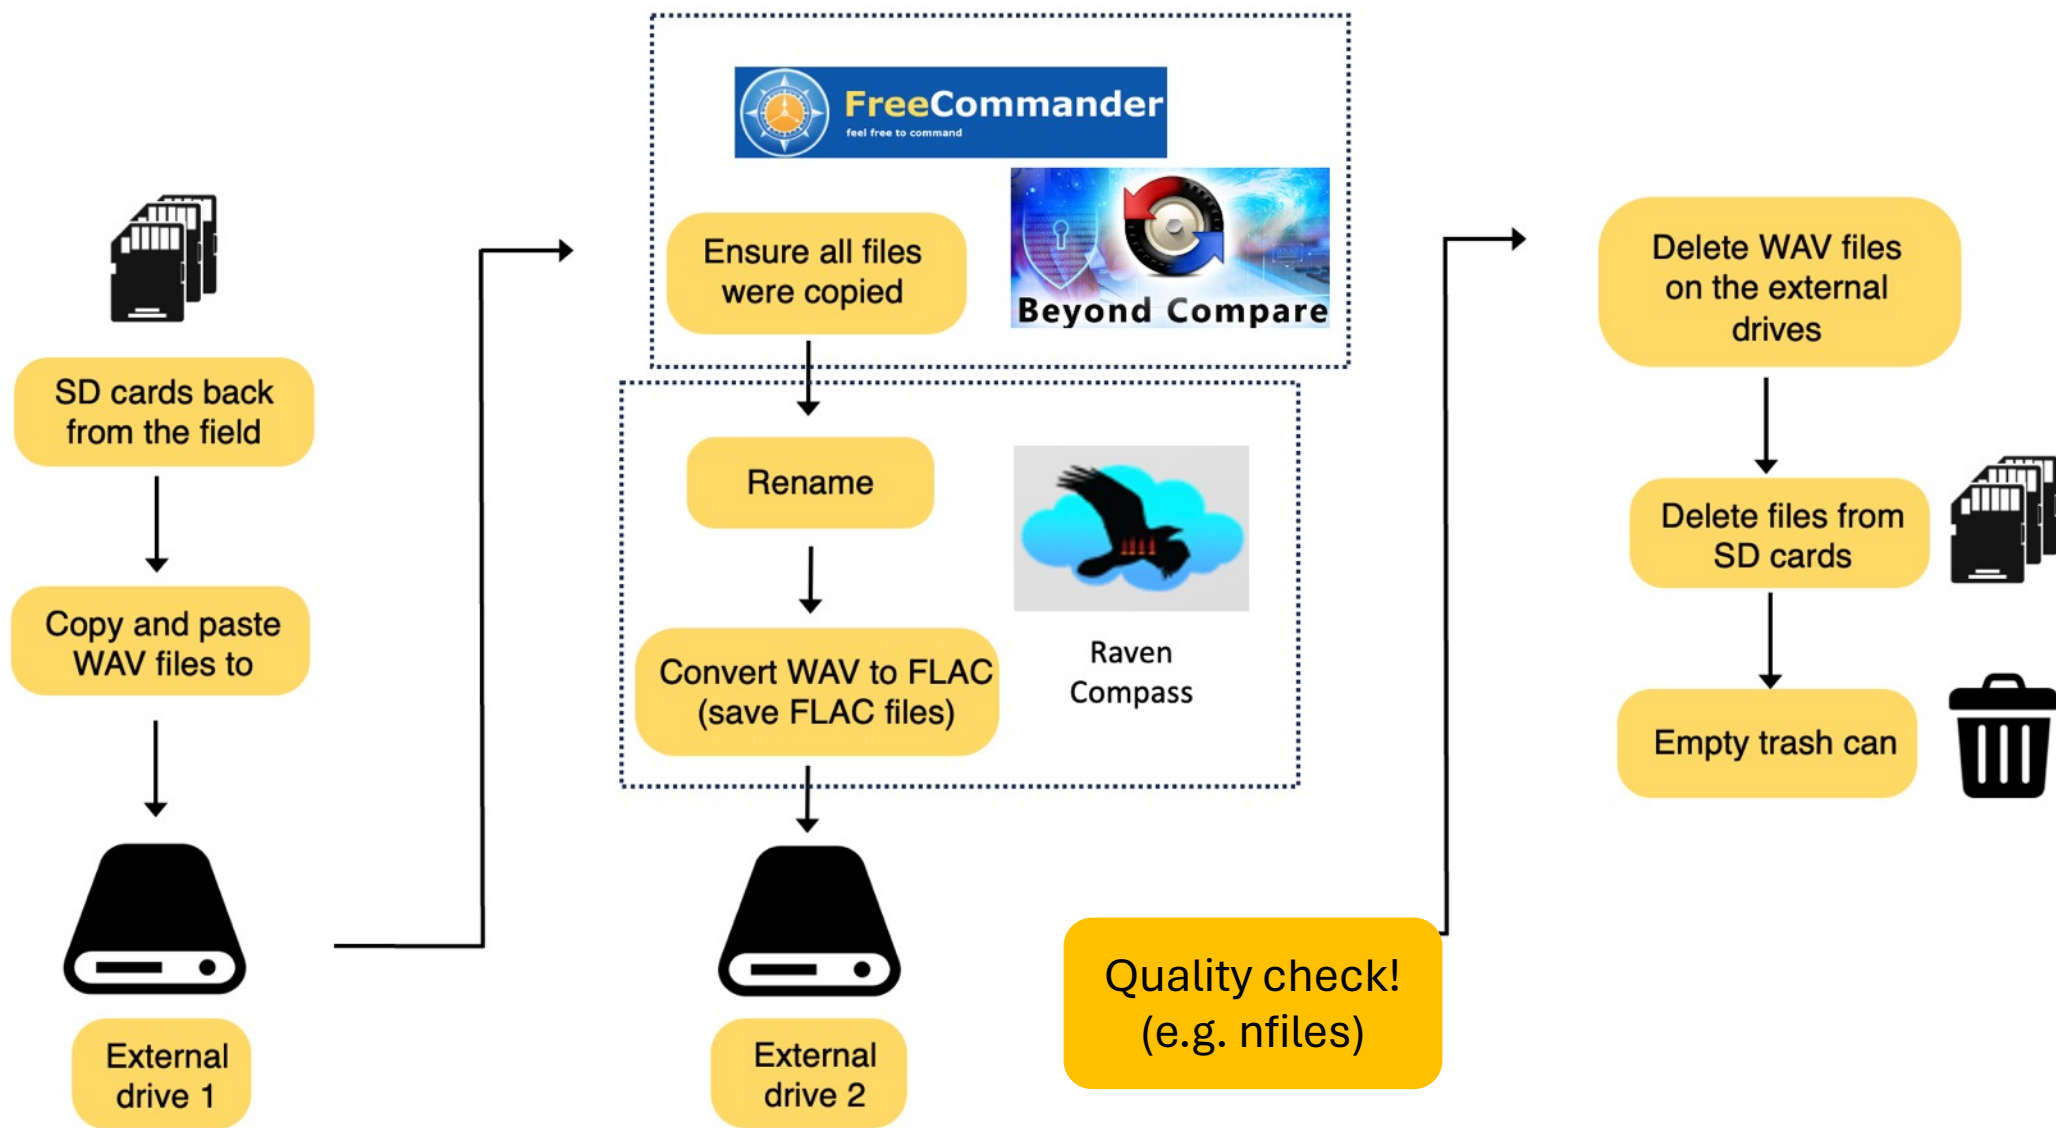 SD cards back
from the field
Copy and paste
WAV files to
External
drive 1
FreeCommander
feel free to command
Beyond Compare
Ensure all files
were copied
Rename
Convert WAV to FLAC
(save FLAC files)
Raven
Compass
External
drive 2
Quality check!
(e.g. nfiles)
Delete WAV files
on the external
drives
Delete files from
SD cards
Empty trash can